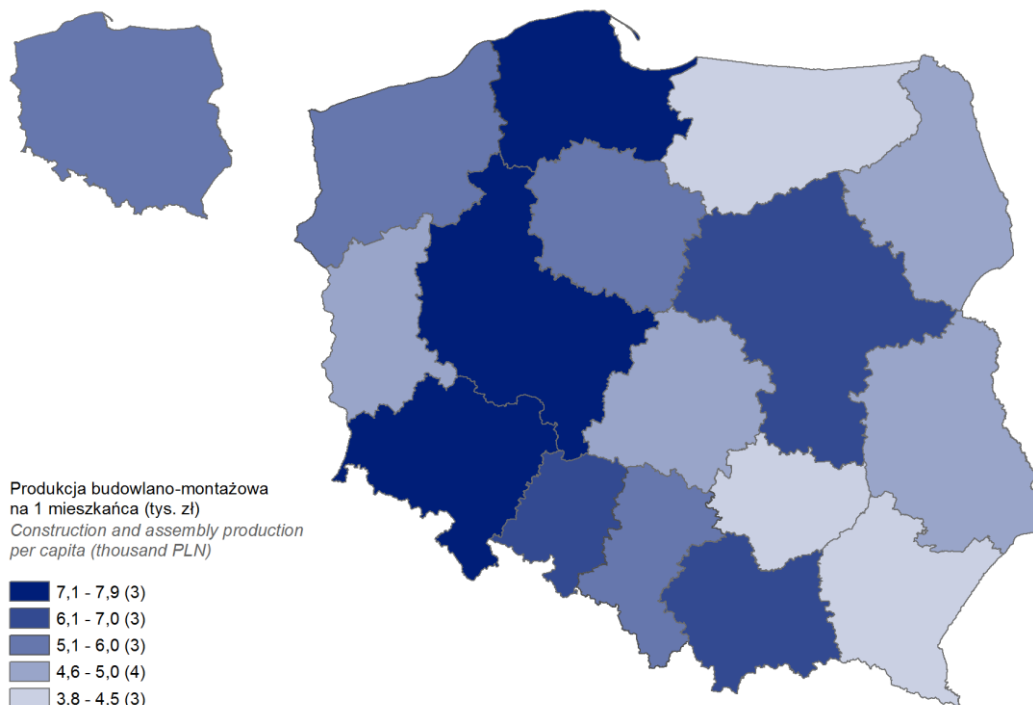 Produkcja budowlano-montażowa
na 1 mieszkańca (tys. zł)
Construction and assembly production
per capita (thousand PLN)
7,1 - 7,9 (3)
6,1 - 7,0 (3)
5,1 - 6,0 (3)
4,6 - 5,0 (4)
3,8 - 4,5 (3)